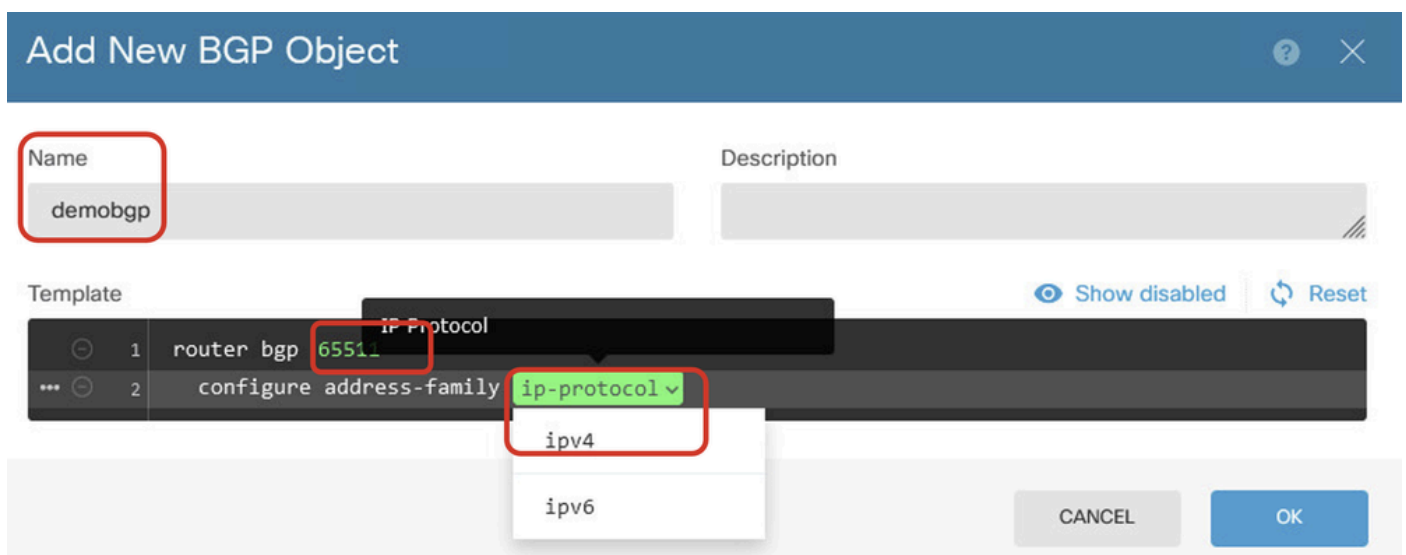 Add New BGP Object
Name
Description
demobgp
Template
Show disabled
Reset
IP Protocol
1 router bgp 65511
2 configure address-family ip-protocol
ipv4
ipv6
CANCEL
OK